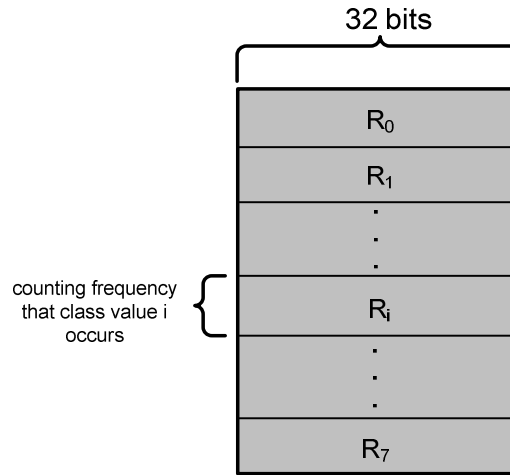 32 bits
R0
R1
.
.
.
counting frequency
that class value i
occurs
Ri
.
.
.
R7